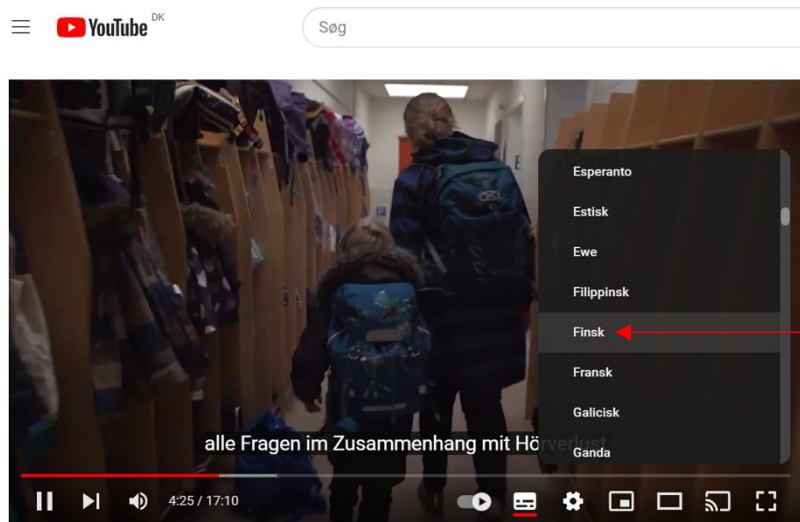 YouTube DK
Søg
Esperanto
Estisk
Ewe
Filippinsk
Finsk
Fransk
Galicisk
Ganda
alle Fragen im Zusammenhang mit Hörverlust
4:25 / 17:10